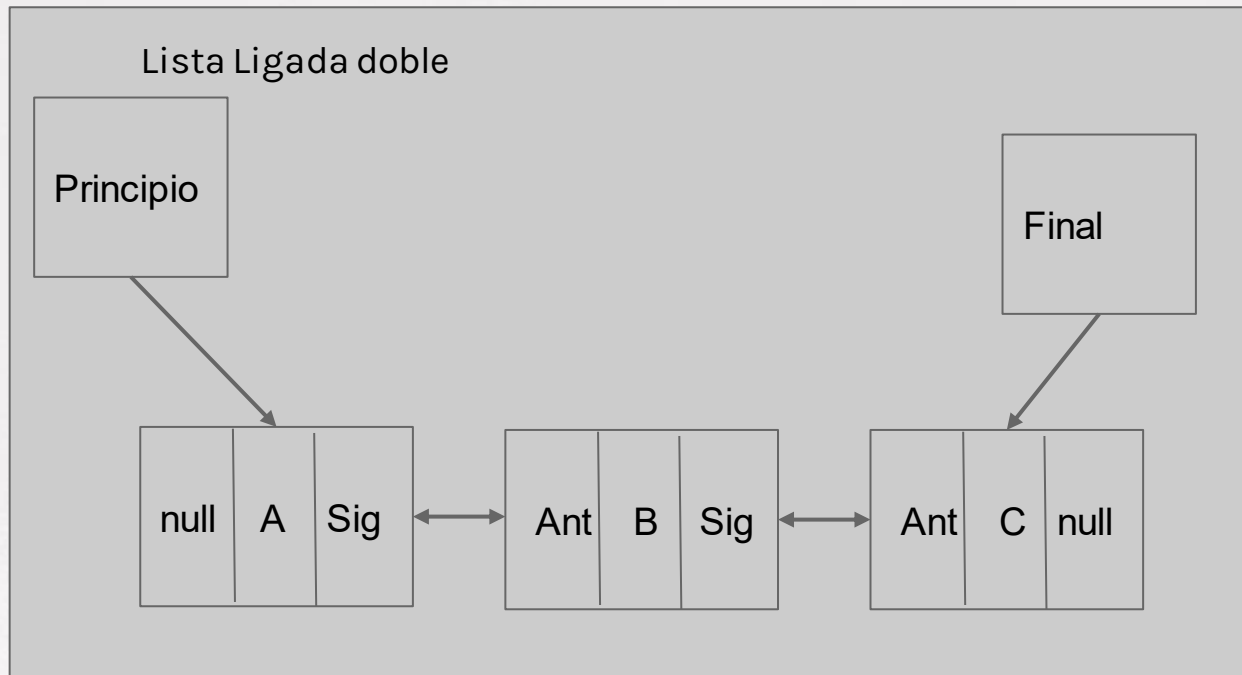 Lista Ligada doble
Principio
Final
null A Sig
Ant B Sig
Ant C null